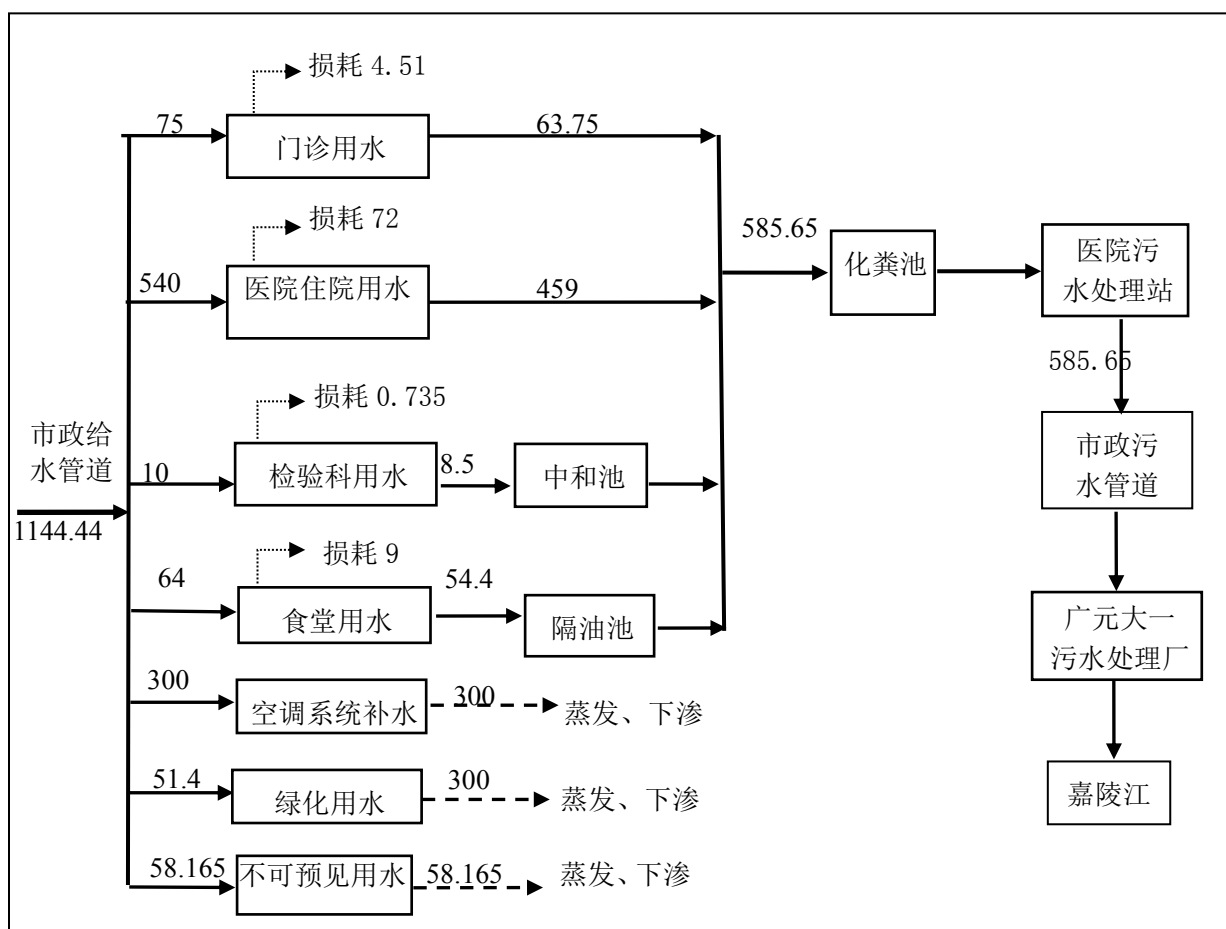 损耗 4.51
75
门诊用水
63.75
损耗 72
540
医院住院用水
459
585.65
化粪池
医院污
水处理站
585.65
损耗 0.735
市政给
水管道
1144.44
10
检验科用水
8.5
中和池
市政污
水管道
损耗 9
64
食堂用水
54.4
隔油池
广元大一
污水处理厂
300
空调系统补水
300
蒸发、下渗
51.4
绿化用水
300
蒸发、下渗
嘉陵江
58.165
不可预见用水
58.165
蒸发、下渗